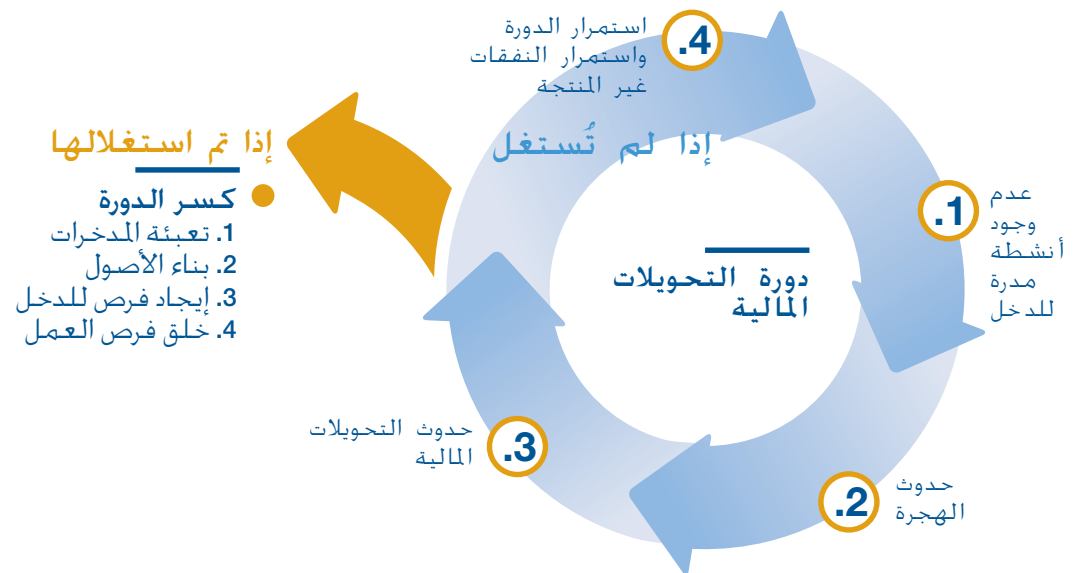 دورة التحويلات
المالية
.1
عدم
وجود
أنشطة
مدرة
للدخل
.2
حدوث
الهجرة
.3
حدوث التحويلات
المالية
.4
استمرار الدورة
واستمرار النفقات
غير المنتجة
إذا لم تُستغل
إذا تم استغلالها
كسر الدورة
1. تعبئة المدخرات
2. بناء الأصول
3. إيجاد فرص للدخل
4. خلق فرص العمل